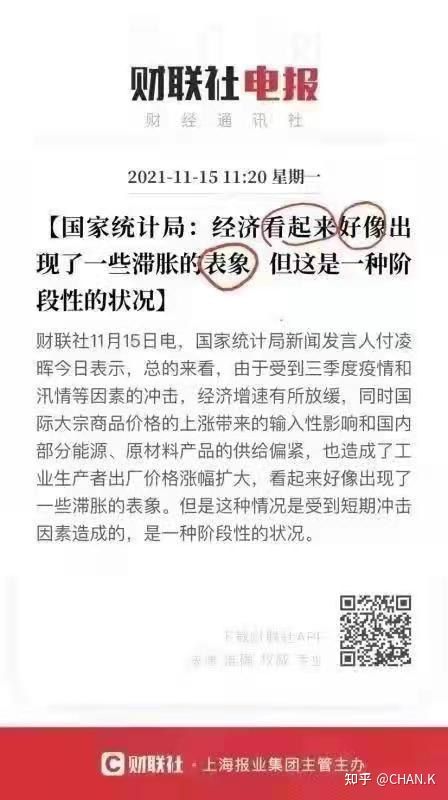 财联社电报
财经通讯社
2021-11-15 11:20 星期一
【国家统计局：经济看起来好像出
现了一些滞胀的表象 但这是一种阶
段性的状况】
财联社11月15日电，国家统计局新闻发言人付凌
晖今日表示，总的来看，由于受到三季度疫情和
汛情等因素的冲击，经济增速有所放缓，同时国
际大宗商品价格的上涨带来的输入性影响和国内
部分能源、原材料产品的供给偏紧，也造成了工
业生产者出厂价格涨幅扩大，看起来好像出现了
一些滞胀的表象。但是这种情况是受到短期冲击
因素造成的，是一种阶段性的状况。
下载财联社APP
准确 权威 专业
C 财联社 · 上海报业集团主管主办
知乎 @CHAN.K